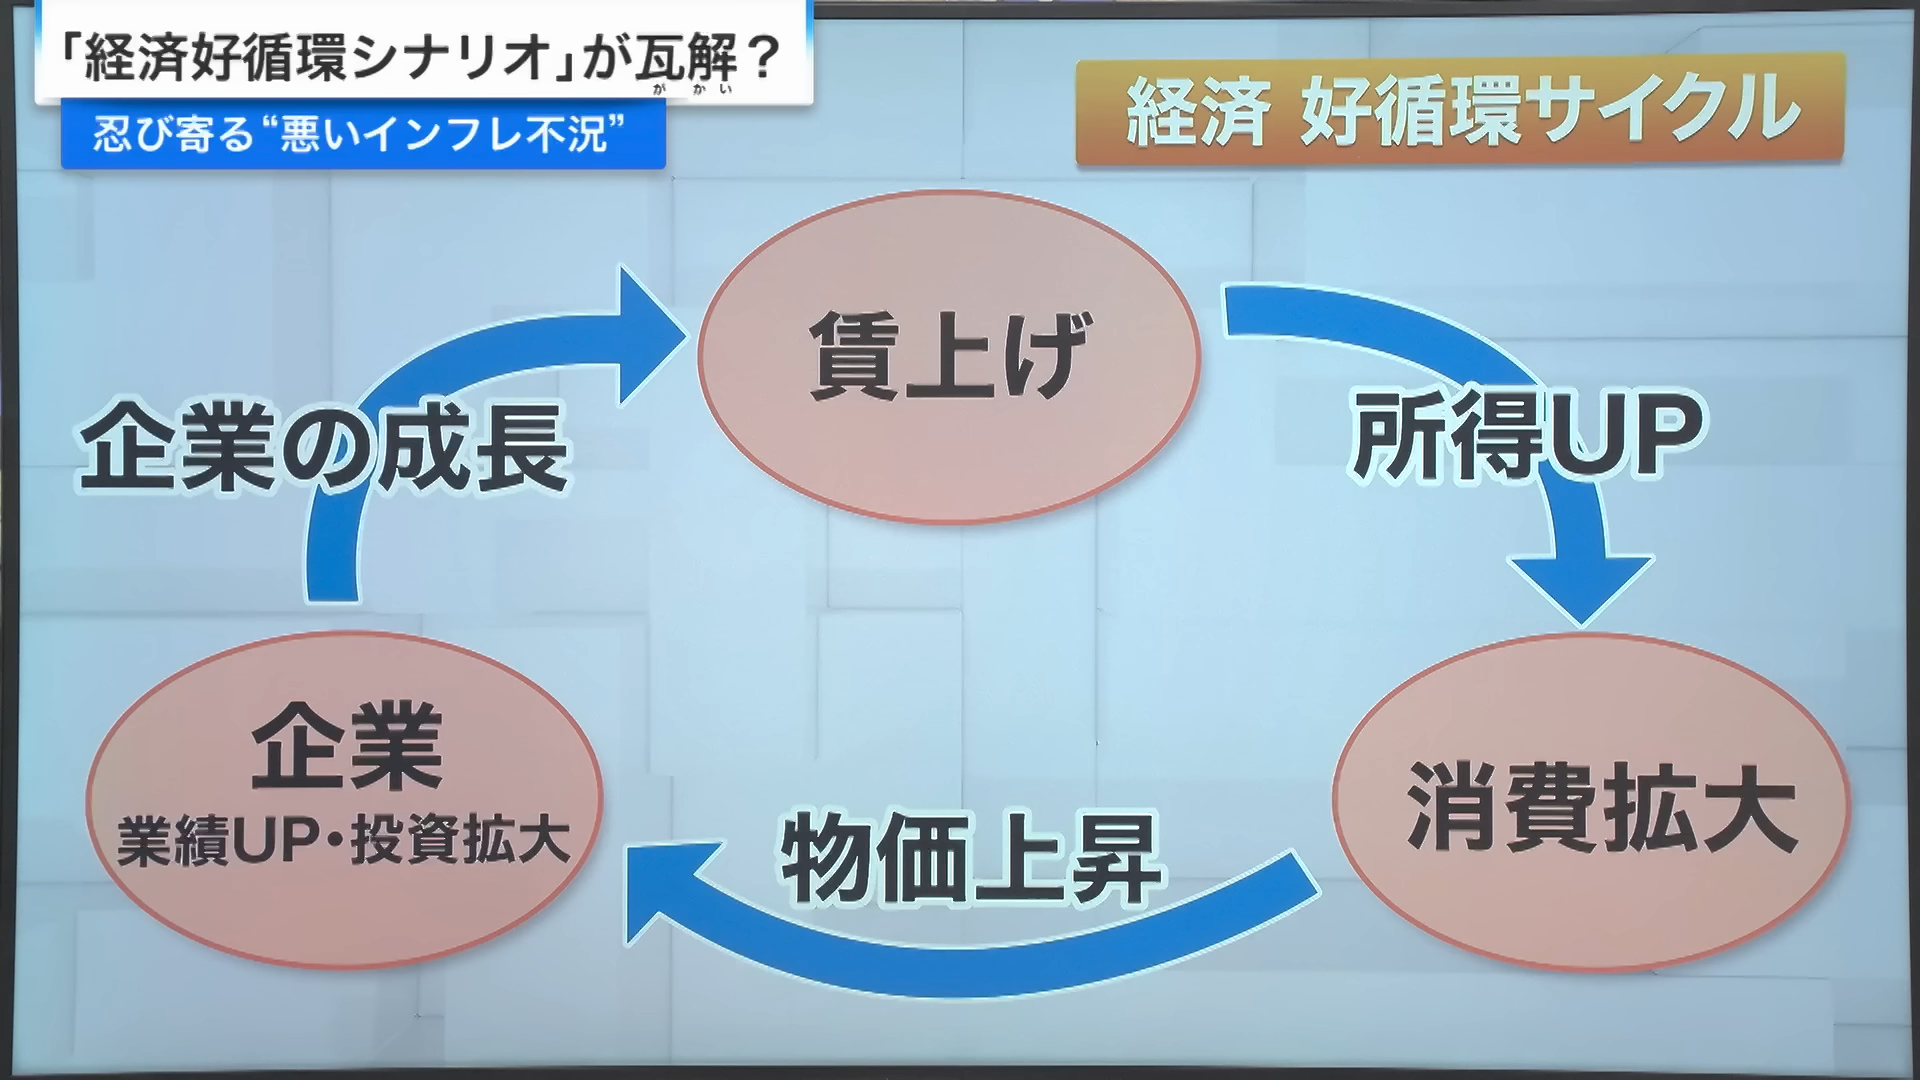 「経済好循環シナリオ」が瓦解？
がかい
忍び寄る“悪いインフレ不況”
経済 好循環サイクル
賃上げ
所得UP
消費拡大
物価上昇
企業
業績UP・投資拡大
企業の成長